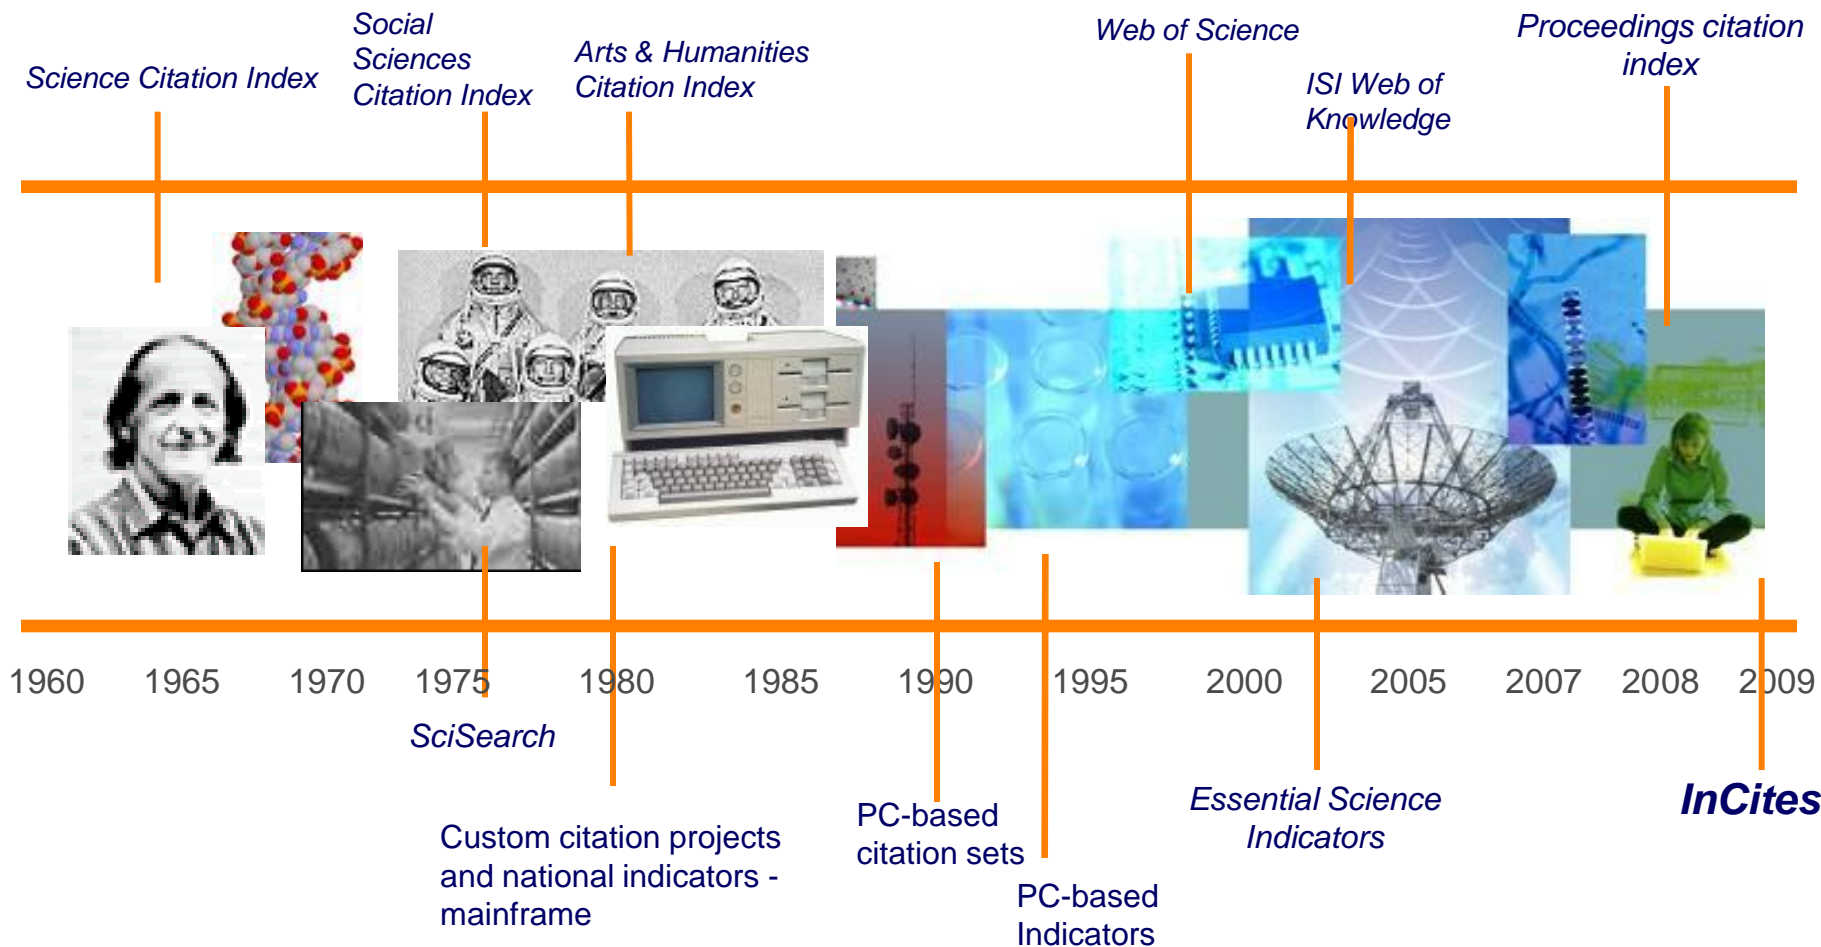 Science Citation Index
Social
Sciences
Citation Index
Arts & Humanities
Citation Index
Web of Science
ISI Web of
Knowledge
Proceedings citation
index
1960 1965 1970 1975 1980 1985 1990 1995 2000 2005 2007 2008 2009
SciSearch
Custom citation projects
and national indicators -
mainframe
PC-based
citation sets
PC-based
Indicators
Essential Science
Indicators
InCites